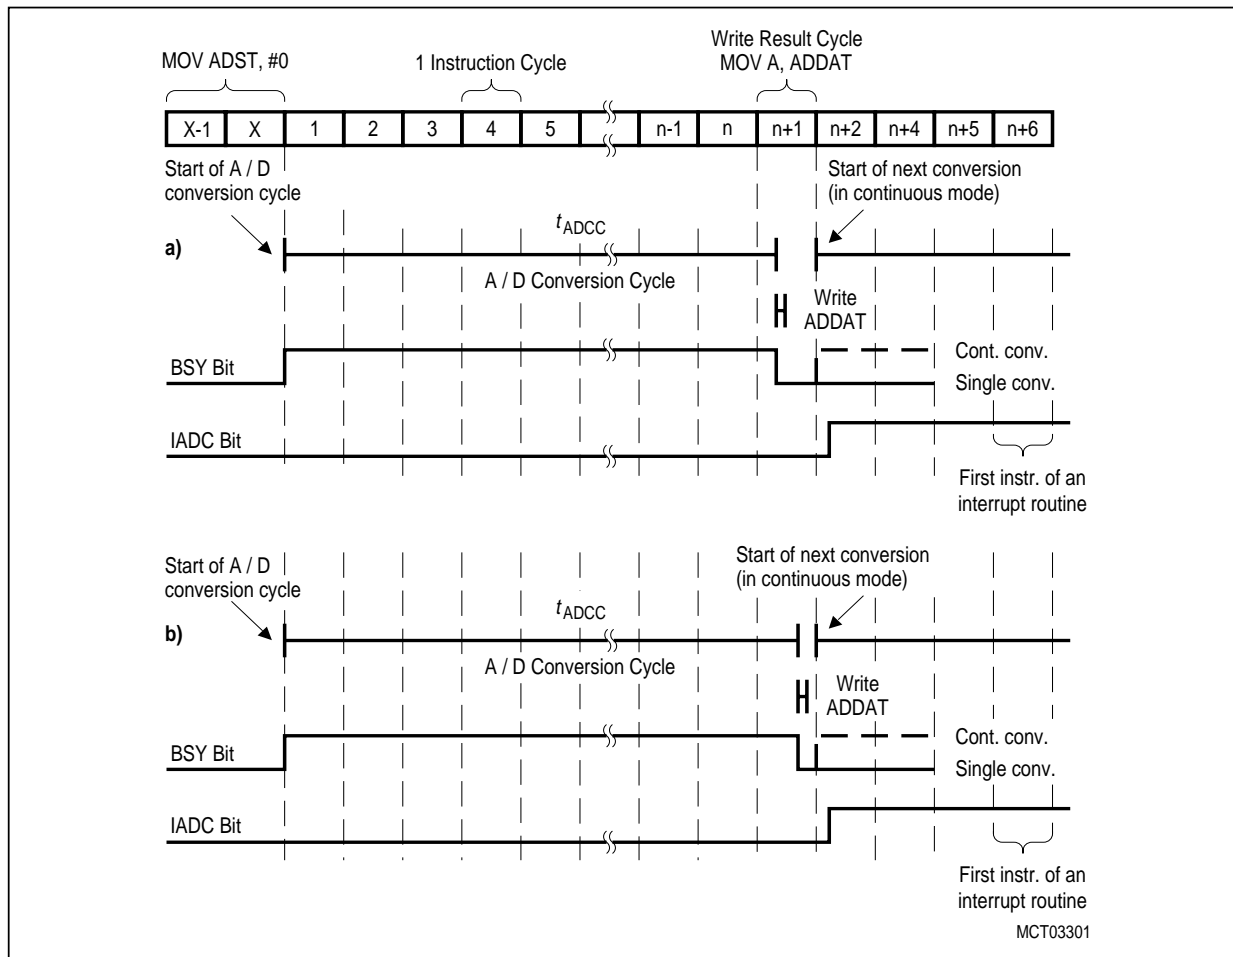 MOV ADST, #0
1 Instruction Cycle
Write Result Cycle
MOV A, ADDAT
X-1 X 1 2 3 4 5 n-1 n n+1 n+2 n+4 n+5 n+6
Start of A / D
conversion cycle
Start of next conversion
(in continuous mode)
a)
tADCC
A / D Conversion Cycle
Write
ADDAT
BSY Bit
Cont. conv.
Single conv.
IADC Bit
First instr. of an
interrupt routine
Start of A / D
conversion cycle
Start of next conversion
(in continuous mode)
b)
tADCC
A / D Conversion Cycle
Write
ADDAT
BSY Bit
Cont. conv.
Single conv.
IADC Bit
First instr. of an
interrupt routine
MCT03301